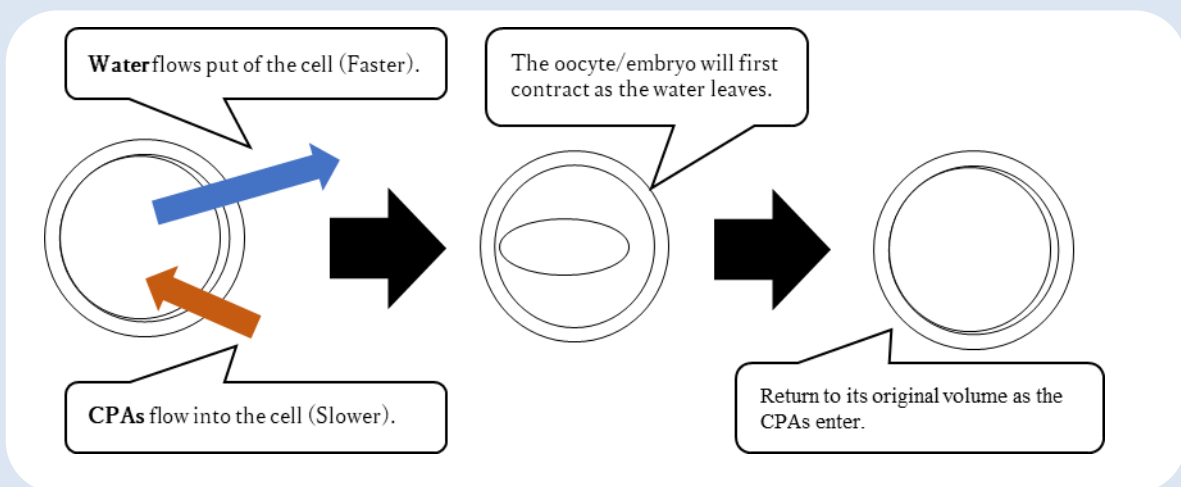 Water flows put of the cell (Faster).
The oocyte/embryo will first
contract as the water leaves.
CPAs flow into the cell (Slower).
Return to its original volume as the
CPAs enter.